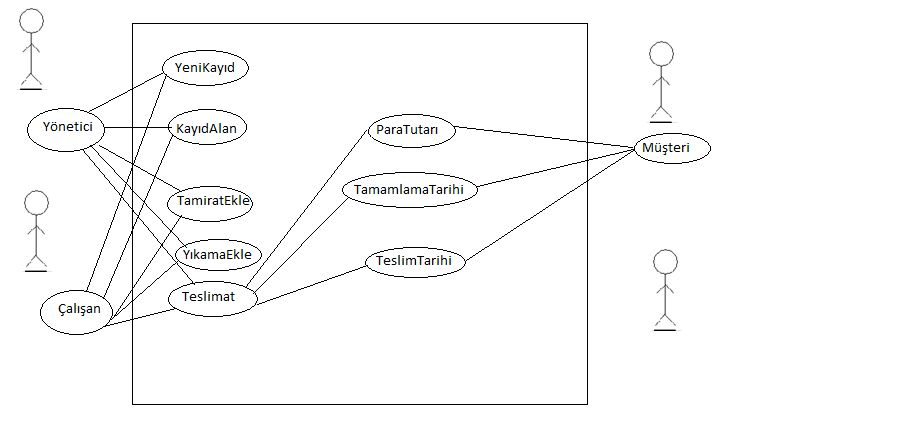 YeniKayıd
Yönetici
KayıdAlan
ParaTutarı
Müşteri
TamiratEkle
TamamlamaTarihi
YıkamaEkle
TeslimTarihi
Teslimat
Çalışan